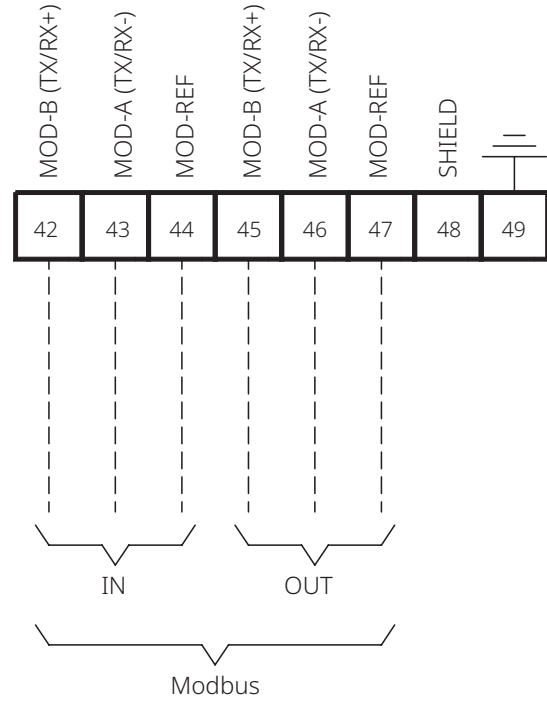 MOD-B (TX/RX+)
MOD-A (TX/RX-)
MOD-REF
MOD-B (TX/RX+)
MOD-A (TX/RX-)
MOD-REF
SHIELD
42 43 44 45 46 47 48 49
IN OUT
Modbus